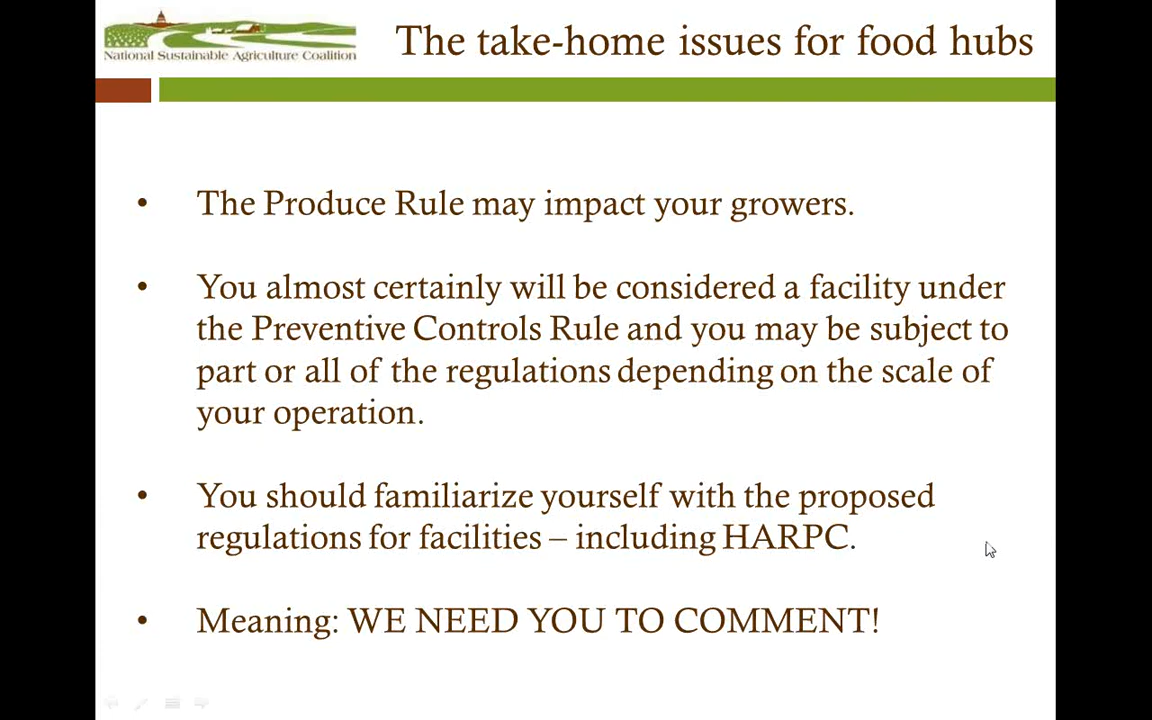 National Sustainable Agriculture Coalition
The take-home issues for food hubs
• The Produce Rule may impact your growers.
• You almost certainly will be considered a facility under
the Preventive Controls Rule and you may be subject to
part or all of the regulations depending on the scale of
your operation.
• You should familiarize yourself with the proposed
regulations for facilities – including HARPC.
• Meaning: WE NEED YOU TO COMMENT!